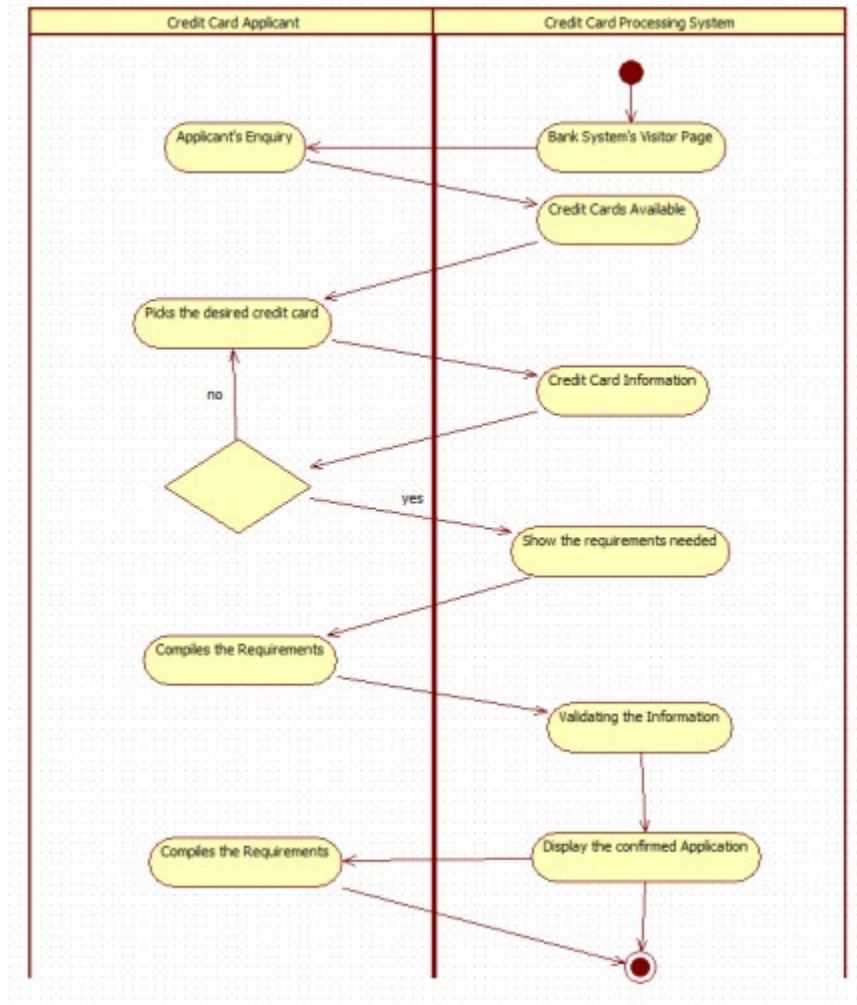 Credit Card Applicant
Credit Card Processing System
Applicant's Enquiry
Bank System's Visitor Page
Credit Cards Available
Picks the desired credit card
Credit Card Information
no
yes
Show the requirements needed
Compiles the Requirements
Validating the Information
Compiles the Requirements
Display the confirmed Application